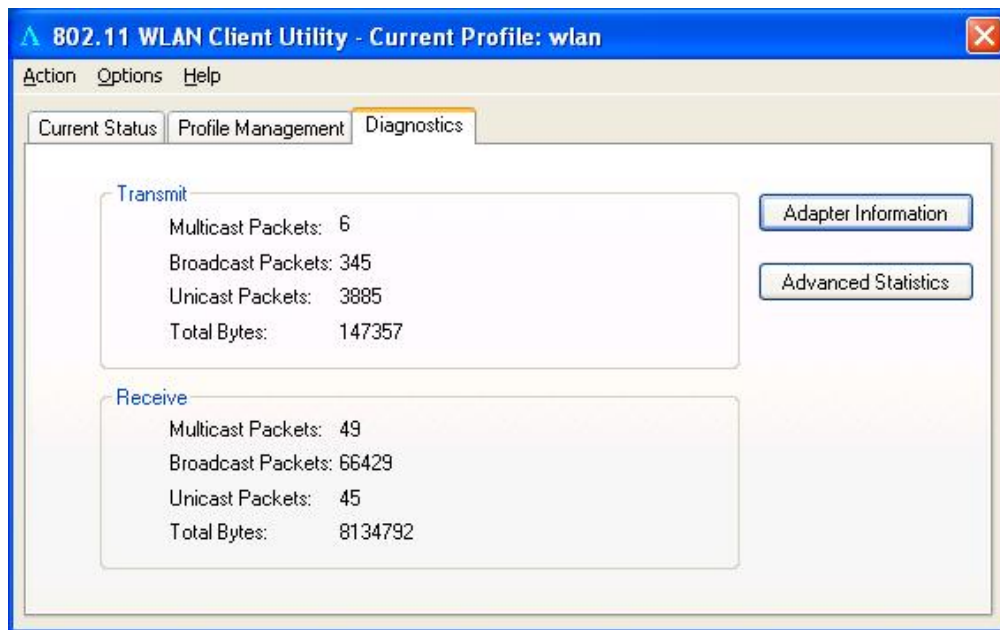 802.11 WLAN Client Utility - Current Profile: wlan
Action Options Help
Current Status Profile Management Diagnostics
Transmit
Multicast Packets: 6
Broadcast Packets: 345
Unicast Packets: 3885
Total Bytes: 147357
Adapter Information
Advanced Statistics
Receive
Multicast Packets: 49
Broadcast Packets: 66429
Unicast Packets: 45
Total Bytes: 8134792